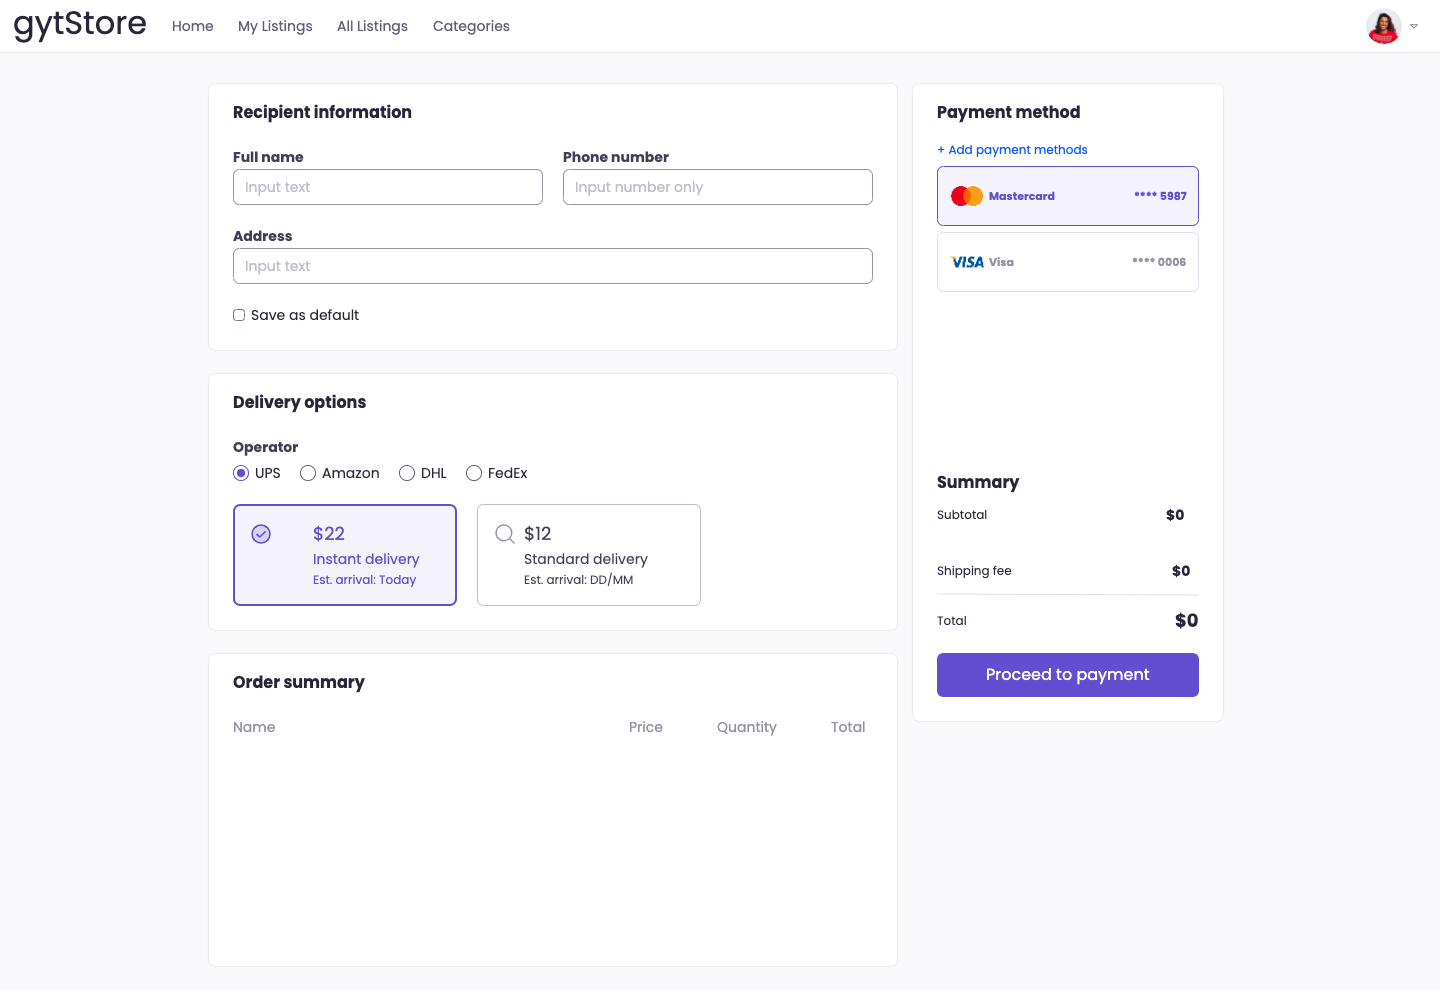 gytStore
Home
My Listings
All Listings
Categories
Recipient information
Full name
Phone number
Input text
Input number only
Address
Input text
Save as default
Delivery options
Operator
UPS
Amazon
DHL
FedEx
$22
Instant delivery
Est. arrival: Today
$12
Standard delivery
Est. arrival: DD/MM
Order summary
Name Price Quantity Total
Payment method
+ Add payment methods
Mastercard **** 5987
VISA Visa **** 0006
Summary
Subtotal $0
Shipping fee $0
Total $0
Proceed to payment